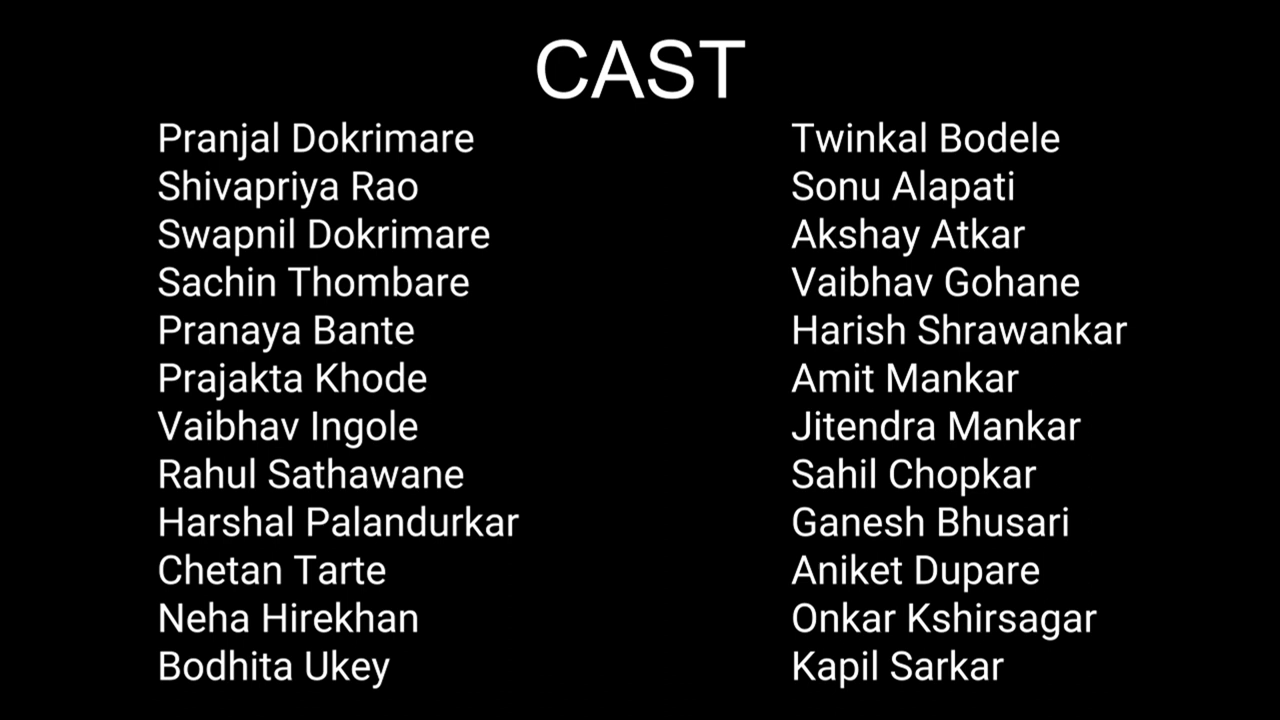 CAST
Pranjal Dokrimare
Shivapriya Rao
Swapnil Dokrimare
Sachin Thombare
Pranaya Bante
Prajakta Khode
Vaibhav Ingole
Rahul Sathawane
Harshal Palandurkar
Chetan Tarte
Neha Hirekhan
Bodhita Ukey
Twinkal Bodele
Sonu Alapati
Akshay Atkar
Vaibhav Gohane
Harish Shrawankar
Amit Mankar
Jitendra Mankar
Sahil Chopkar
Ganesh Bhusari
Aniket Dupare
Onkar Kshirsagar
Kapil Sarkar